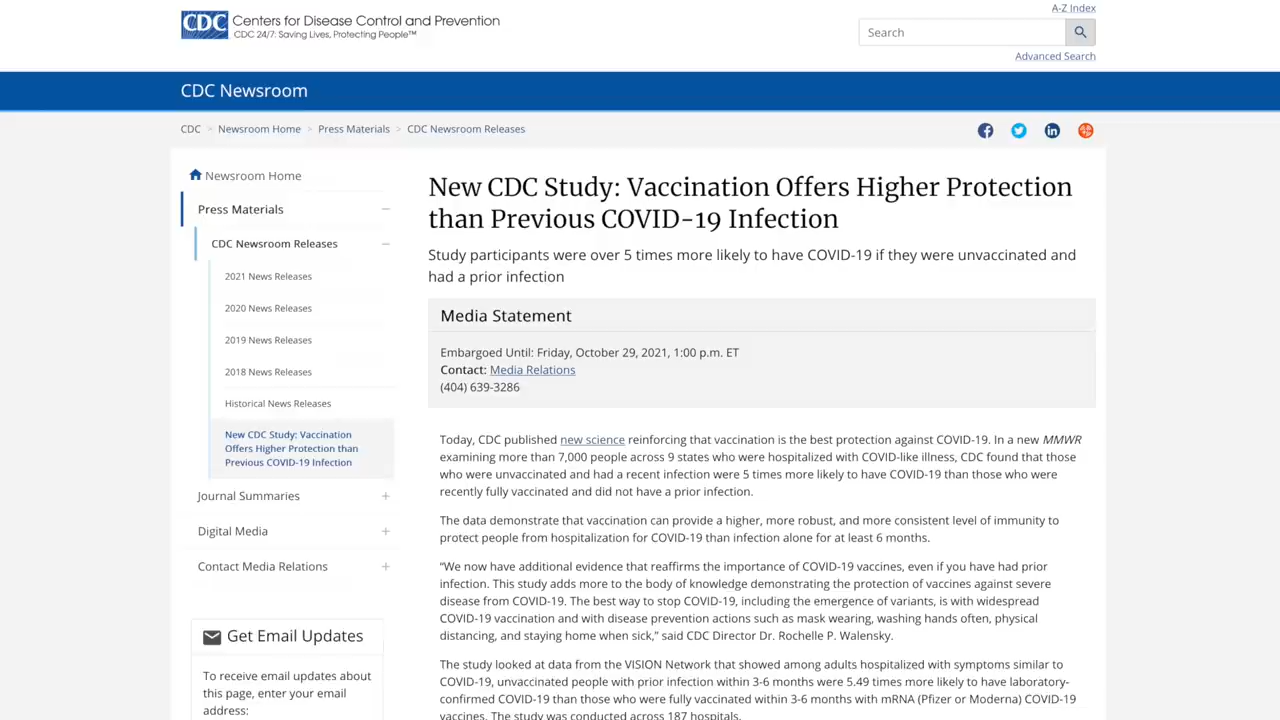 A-Z Index
CDC Centers for Disease Control and Prevention
CDC 24/7: Saving Lives, Protecting People™
Search
Advanced Search
CDC Newsroom
CDC > Newsroom Home > Press Materials > CDC Newsroom Releases
Newsroom Home
Press Materials
CDC Newsroom Releases
2021 News Releases
2020 News Releases
2019 News Releases
2018 News Releases
Historical News Releases
New CDC Study: Vaccination
Offers Higher Protection than
Previous COVID-19 Infection
Journal Summaries
Digital Media
Contact Media Relations
Get Email Updates
To receive email updates about
this page, enter your email
address:
New CDC Study: Vaccination Offers Higher Protection
than Previous COVID-19 Infection
Study participants were over 5 times more likely to have COVID-19 if they were unvaccinated and
had a prior infection
Media Statement
Embargoed Until: Friday, October 29, 2021, 1:00 p.m. ET
Contact: Media Relations
(404) 639-3286
Today, CDC published new science reinforcing that vaccination is the best protection against COVID-19. In a new MMWR
examining more than 7,000 people across 9 states who were hospitalized with COVID-like illness, CDC found that those
who were unvaccinated and had a recent infection were 5 times more likely to have COVID-19 than those who were
recently fully vaccinated and did not have a prior infection.
The data demonstrate that vaccination can provide a higher, more robust, and more consistent level of immunity to
protect people from hospitalization for COVID-19 than infection alone for at least 6 months.
“We now have additional evidence that reaffirms the importance of COVID-19 vaccines, even if you have had prior
infection. This study adds more to the body of knowledge demonstrating the protection of vaccines against severe
disease from COVID-19. The best way to stop COVID-19, including the emergence of variants, is with widespread
COVID-19 vaccination and with disease prevention actions such as mask wearing, washing hands often, physical
distancing, and staying home when sick,” said CDC Director Dr. Rochelle P. Walensky.
The study looked at data from the VISION Network that showed among adults hospitalized with symptoms similar to
COVID-19, unvaccinated people with prior infection within 3-6 months were 5.49 times more likely to have laboratory-
confirmed COVID-19 than those who were fully vaccinated within 3-6 months with mRNA (Pfizer or Moderna) COVID-19
vaccines. The study was conducted across 187 hospitals.